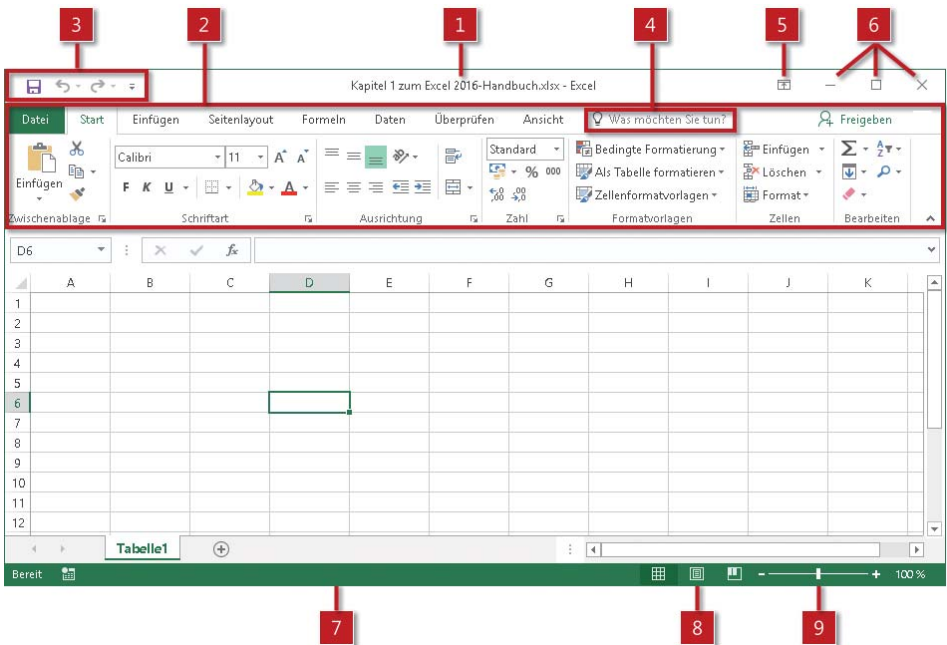 3 2 1 4 5 6
Kapitel 1 zum Excel 2016-Handbuch.xlsx - Excel
Datei Start Einfügen Seitenlayout Formeln Daten Überprüfen Ansicht Was möchten Sie tun? Freigeben
Calibri 11 Standard Bedingte Formatierung Einfügen
Einfügen % 000 Als Tabelle formatieren Löschen
F K U Zellenformatvorlagen Format
Zwischenablage Schriftart Ausrichtung Zahl Formatvorlagen Zellen Bearbeiten
D6 fx
A B C D E F G H I J K
1
2
3
4
5
6
7
8
9
10
11
12
Tabelle1
Bereit 100 %
7 8 9